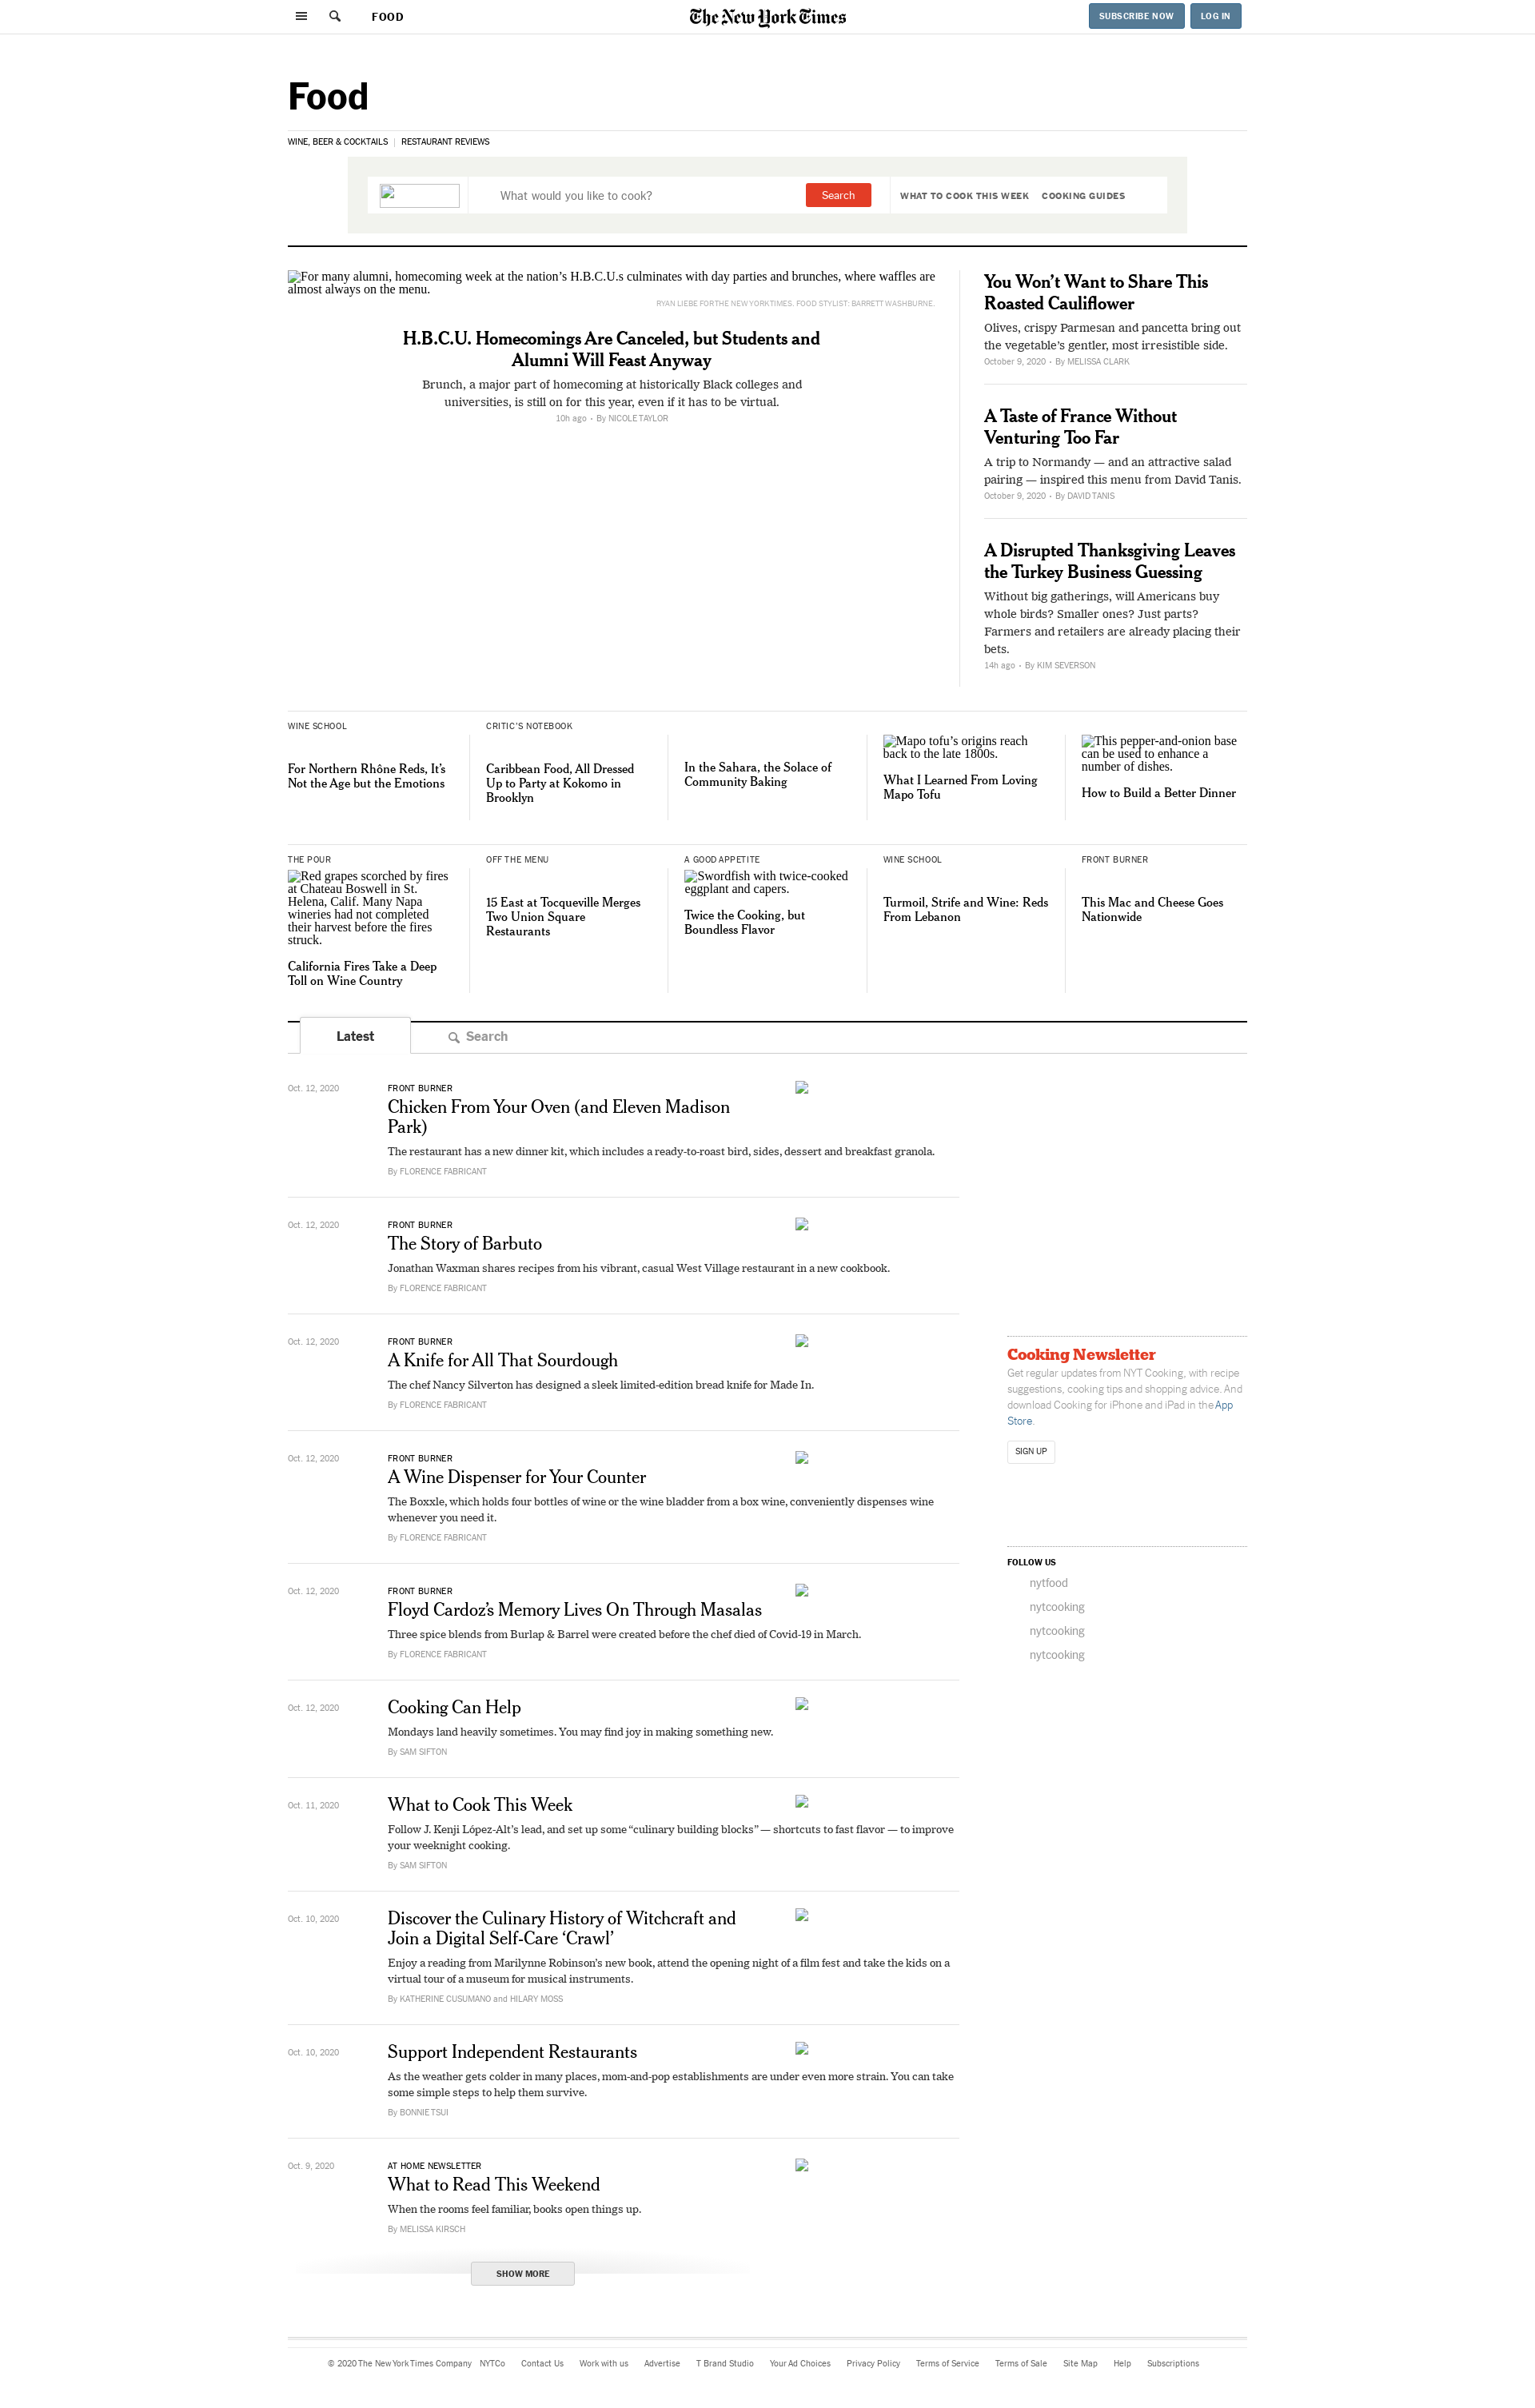 FOOD
The New York Times
SUBSCRIBE NOW
LOG IN
Food
WINE, BEER & COCKTAILS
RESTAURANT REVIEWS
What would you like to cook?
Search
WHAT TO COOK THIS WEEK
COOKING GUIDES
For many alumni, homecoming week at the nation’s H.B.C.U.s culminates with day parties and brunches, where waffles are
almost always on the menu.
RYAN LIEBE FOR THE NEW YORK TIMES. FOOD STYLIST: BARRETT WASHBURNE.
H.B.C.U. Homecomings Are Canceled, but Students and
Alumni Will Feast Anyway
Brunch, a major part of homecoming at historically Black colleges and
universities, is still on for this year, even if it has to be virtual.
10h ago • By NICOLE TAYLOR
You Won’t Want to Share This
Roasted Cauliflower
Olives, crispy Parmesan and pancetta bring out
the vegetable’s gentler, most irresistible side.
October 9, 2020 • By MELISSA CLARK
A Taste of France Without
Venturing Too Far
A trip to Normandy — and an attractive salad
pairing — inspired this menu from David Tanis.
October 9, 2020 • By DAVID TANIS
A Disrupted Thanksgiving Leaves
the Turkey Business Guessing
Without big gatherings, will Americans buy
whole birds? Smaller ones? Just parts?
Farmers and retailers are already placing their
bets.
14h ago • By KIM SEVERSON
WINE SCHOOL
For Northern Rhône Reds, It’s
Not the Age but the Emotions
CRITIC’S NOTEBOOK
Caribbean Food, All Dressed
Up to Party at Kokomo in
Brooklyn
In the Sahara, the Solace of
Community Baking
Mapo tofu’s origins reach
back to the late 1800s.
What I Learned From Loving
Mapo Tofu
This pepper-and-onion base
can be used to enhance a
number of dishes.
How to Build a Better Dinner
THE POUR
Red grapes scorched by fires
at Chateau Boswell in St.
Helena, Calif. Many Napa
wineries had not completed
their harvest before the fires
struck.
California Fires Take a Deep
Toll on Wine Country
OFF THE MENU
15 East at Tocqueville Merges
Two Union Square
Restaurants
A GOOD APPETITE
Swordfish with twice-cooked
eggplant and capers.
Twice the Cooking, but
Boundless Flavor
WINE SCHOOL
Turmoil, Strife and Wine: Reds
From Lebanon
FRONT BURNER
This Mac and Cheese Goes
Nationwide
Latest
Search
Oct. 12, 2020
FRONT BURNER
Chicken From Your Oven (and Eleven Madison
Park)
The restaurant has a new dinner kit, which includes a ready-to-roast bird, sides, dessert and breakfast granola.
By FLORENCE FABRICANT
Oct. 12, 2020
FRONT BURNER
The Story of Barbuto
Jonathan Waxman shares recipes from his vibrant, casual West Village restaurant in a new cookbook.
By FLORENCE FABRICANT
Oct. 12, 2020
FRONT BURNER
A Knife for All That Sourdough
The chef Nancy Silverton has designed a sleek limited-edition bread knife for Made In.
By FLORENCE FABRICANT
Oct. 12, 2020
FRONT BURNER
A Wine Dispenser for Your Counter
The Boxxle, which holds four bottles of wine or the wine bladder from a box wine, conveniently dispenses wine
whenever you need it.
By FLORENCE FABRICANT
Oct. 12, 2020
FRONT BURNER
Floyd Cardoz’s Memory Lives On Through Masalas
Three spice blends from Burlap & Barrel were created before the chef died of Covid-19 in March.
By FLORENCE FABRICANT
Oct. 12, 2020
Cooking Can Help
Mondays land heavily sometimes. You may find joy in making something new.
By SAM SIFTON
Oct. 11, 2020
What to Cook This Week
Follow J. Kenji López-Alt’s lead, and set up some “culinary building blocks” — shortcuts to fast flavor — to improve
your weeknight cooking.
By SAM SIFTON
Oct. 10, 2020
Discover the Culinary History of Witchcraft and
Join a Digital Self-Care ‘Crawl’
Enjoy a reading from Marilynne Robinson’s new book, attend the opening night of a film fest and take the kids on a
virtual tour of a museum for musical instruments.
By KATHERINE CUSUMANO and HILARY MOSS
Oct. 10, 2020
Support Independent Restaurants
As the weather gets colder in many places, mom-and-pop establishments are under even more strain. You can take
some simple steps to help them survive.
By BONNIE TSUI
Oct. 9, 2020
AT HOME NEWSLETTER
What to Read This Weekend
When the rooms feel familiar, books open things up.
By MELISSA KIRSCH
SHOW MORE
Cooking Newsletter
Get regular updates from NYT Cooking, with recipe
suggestions, cooking tips and shopping advice. And
download Cooking for iPhone and iPad in the App
Store.
SIGN UP
FOLLOW US
nytfood
nytcooking
nytcooking
nytcooking
© 2020 The New York Times Company NYTCo Contact Us Work with us Advertise T Brand Studio Your Ad Choices Privacy Policy Terms of Service Terms of Sale Site Map Help Subscriptions